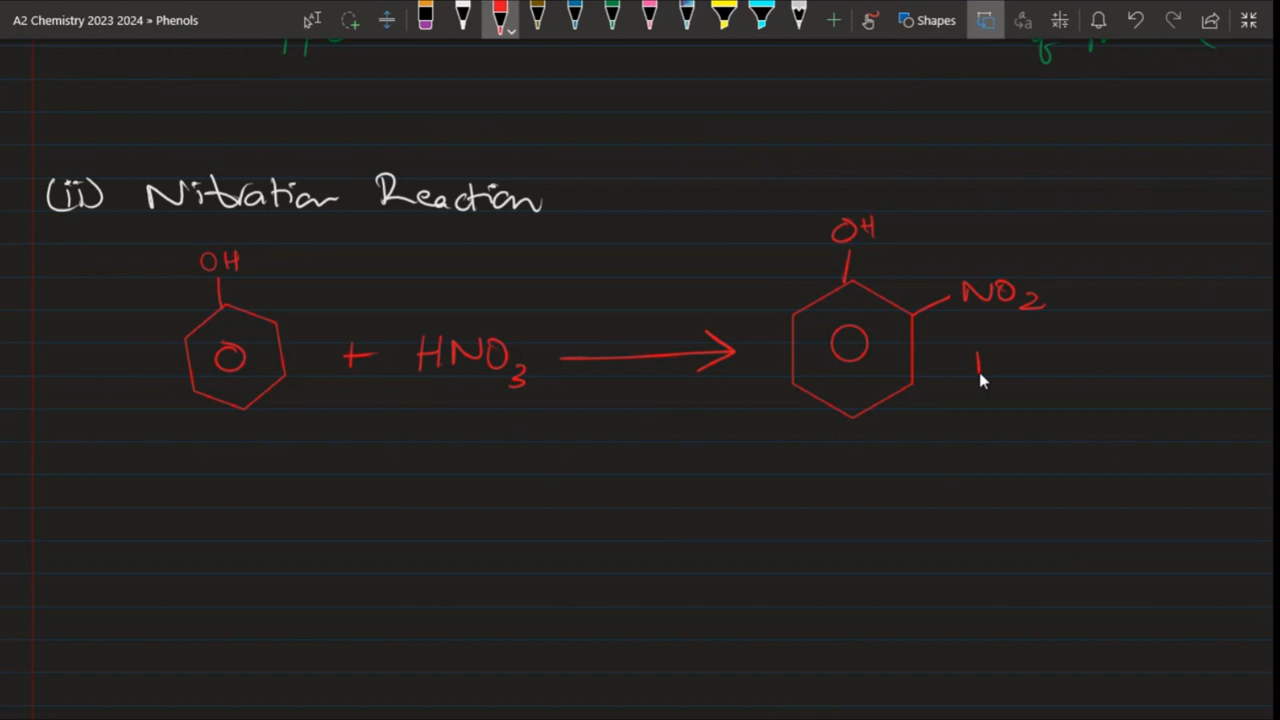 A2 Chemistry 2023 2024 » Phenols
Shapes
(ii) Nitration Reaction
OH
OH
NO₂
+ HNO₃